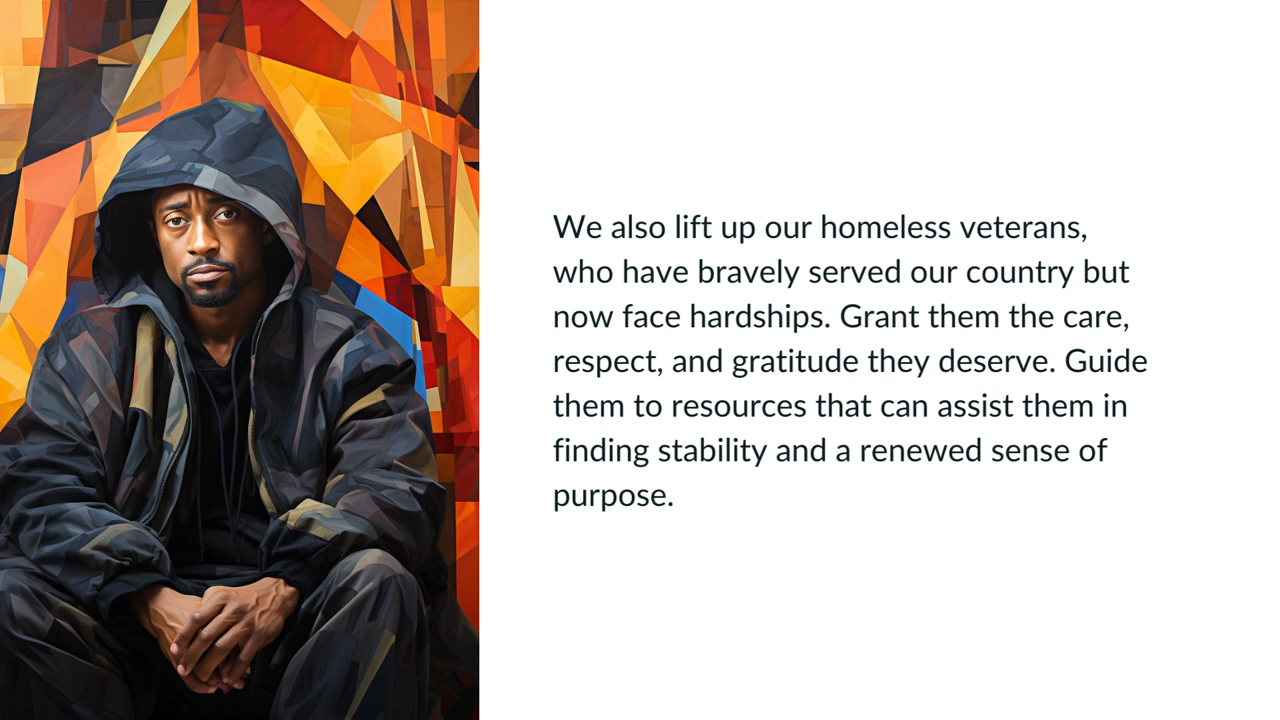 We also lift up our homeless veterans,
who have bravely served our country but
now face hardships. Grant them the care,
respect, and gratitude they deserve. Guide
them to resources that can assist them in
finding stability and a renewed sense of
purpose.